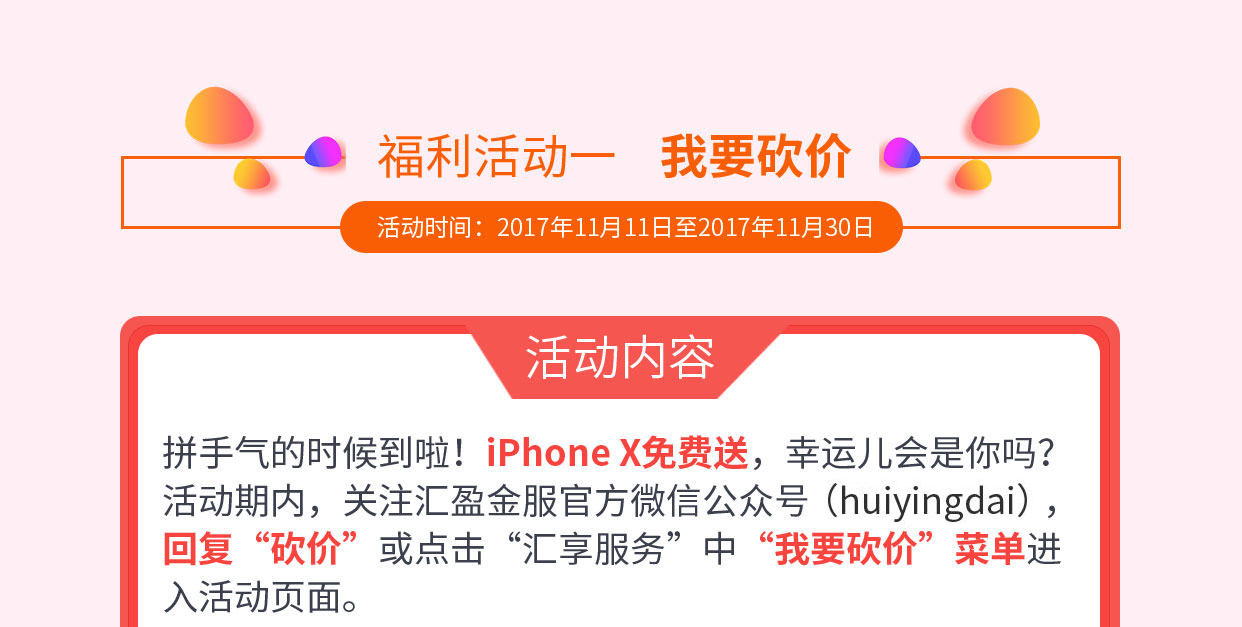 福利活动一 我要砍价
活动时间：2017年11月11日至2017年11月30日
活动内容
拼手气的时候到啦！iPhone X免费送，幸运儿会是你吗？
活动期内，关注汇盈金服官方微信公众号（huiyingdai），
回复“砍价”或点击“汇享服务”中“我要砍价”菜单进
入活动页面。